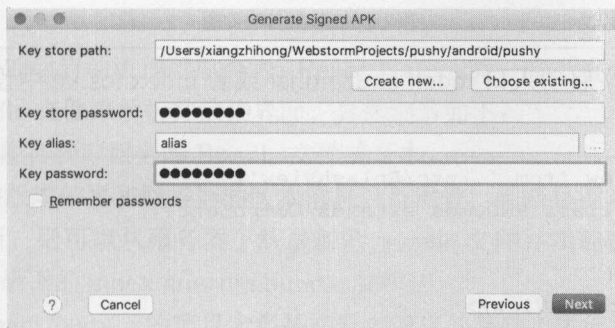 Generate Signed APK
Key store path: /Users/xiangzhihong/WebstormProjects/pushy/android/pushy
Create new... Choose existing...
Key store password: ●●●●●●●●
Key alias: alias ...
Key password: ●●●●●●●●
Remember passwords
? Cancel Previous Next